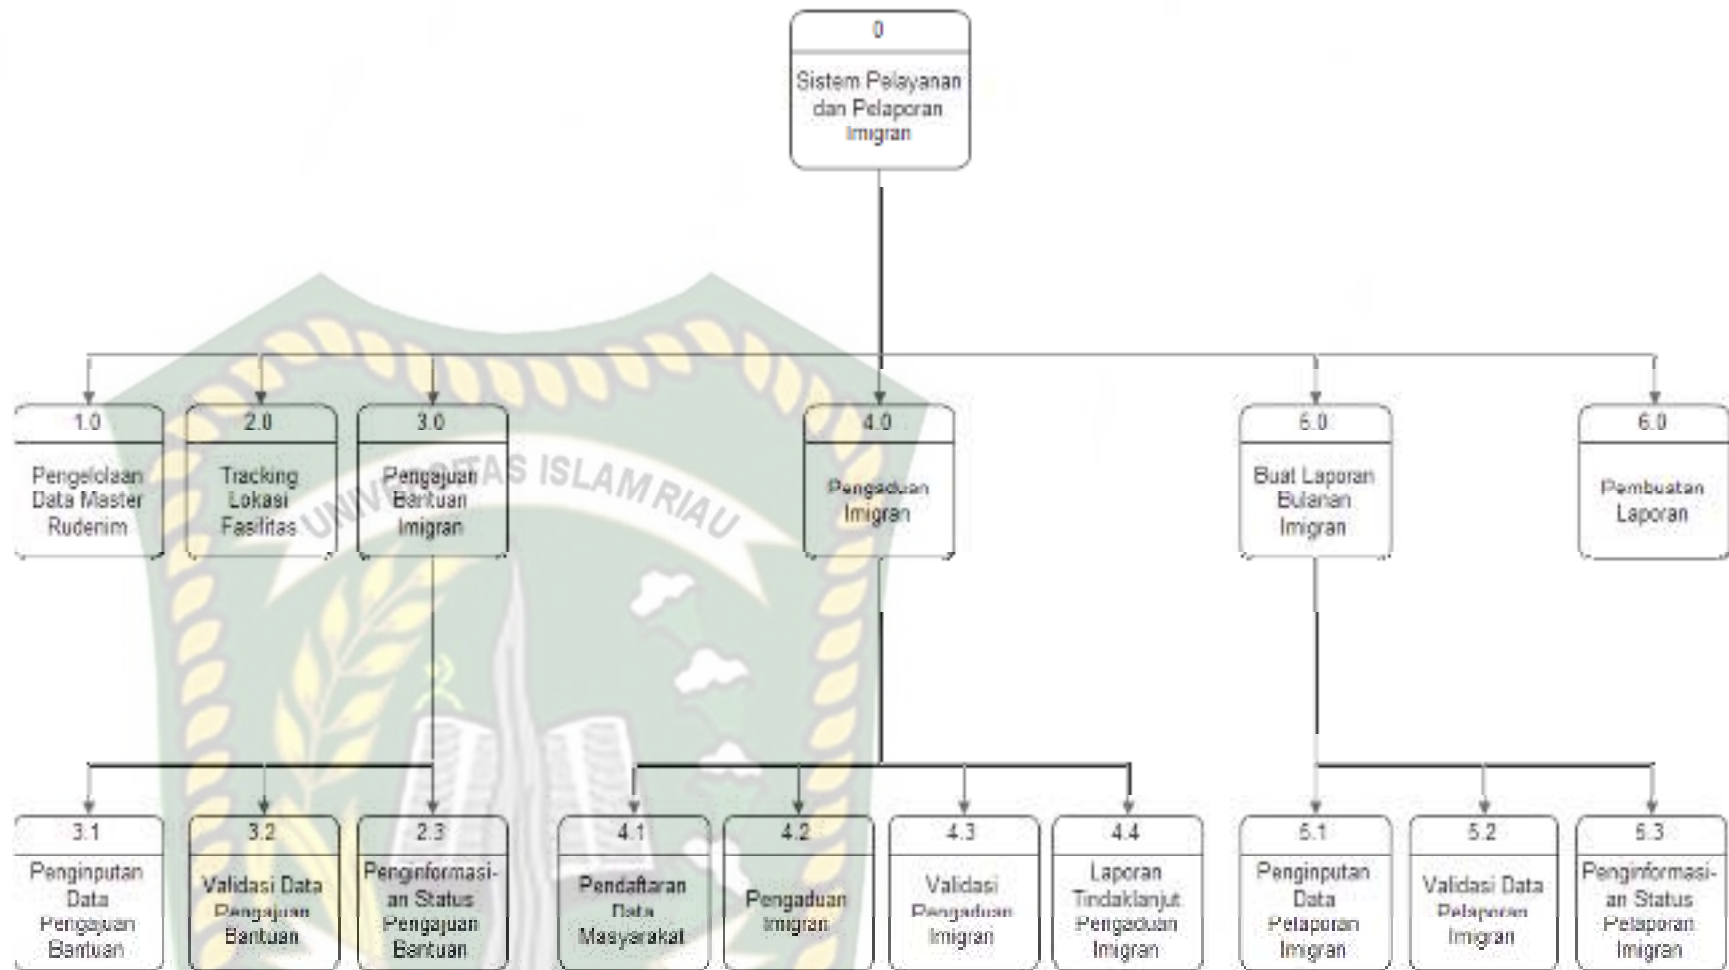 0
Sistem Pelayanan
dan Pelaporan
Imigran
1.0
Pengelolaan
Data Master
Rudenim
2.0
Tracking
Lokasi
Fasilitas
3.0
Pengajuan
Bantuan
Imigran
4.0
Pengaduan
Imigran
5.0
Buat Laporan
Bulanan
Imigran
6.0
Pembuatan
Laporan
UNIVERSITAS ISLAM RIAU
3.1
Penginputan
Data
Pengajuan
Bantuan
3.2
Validasi Data
Pengajuan
Bantuan
2.3
Penginformasi-
an Status
Pengajuan
Bantuan
4.1
Pendaftaran
Data
Masyarakat
4.2
Pengaduan
Imigran
4.3
Validasi
Pengaduan
Imigran
4.4
Laporan
Tindaklanjut
Pengaduan
Imigran
5.1
Penginputan
Data
Pelaporan
Imigran
5.2
Validasi Data
Pelaporan
Imigran
5.3
Penginformasi-
an Status
Pelaporan
Imigran